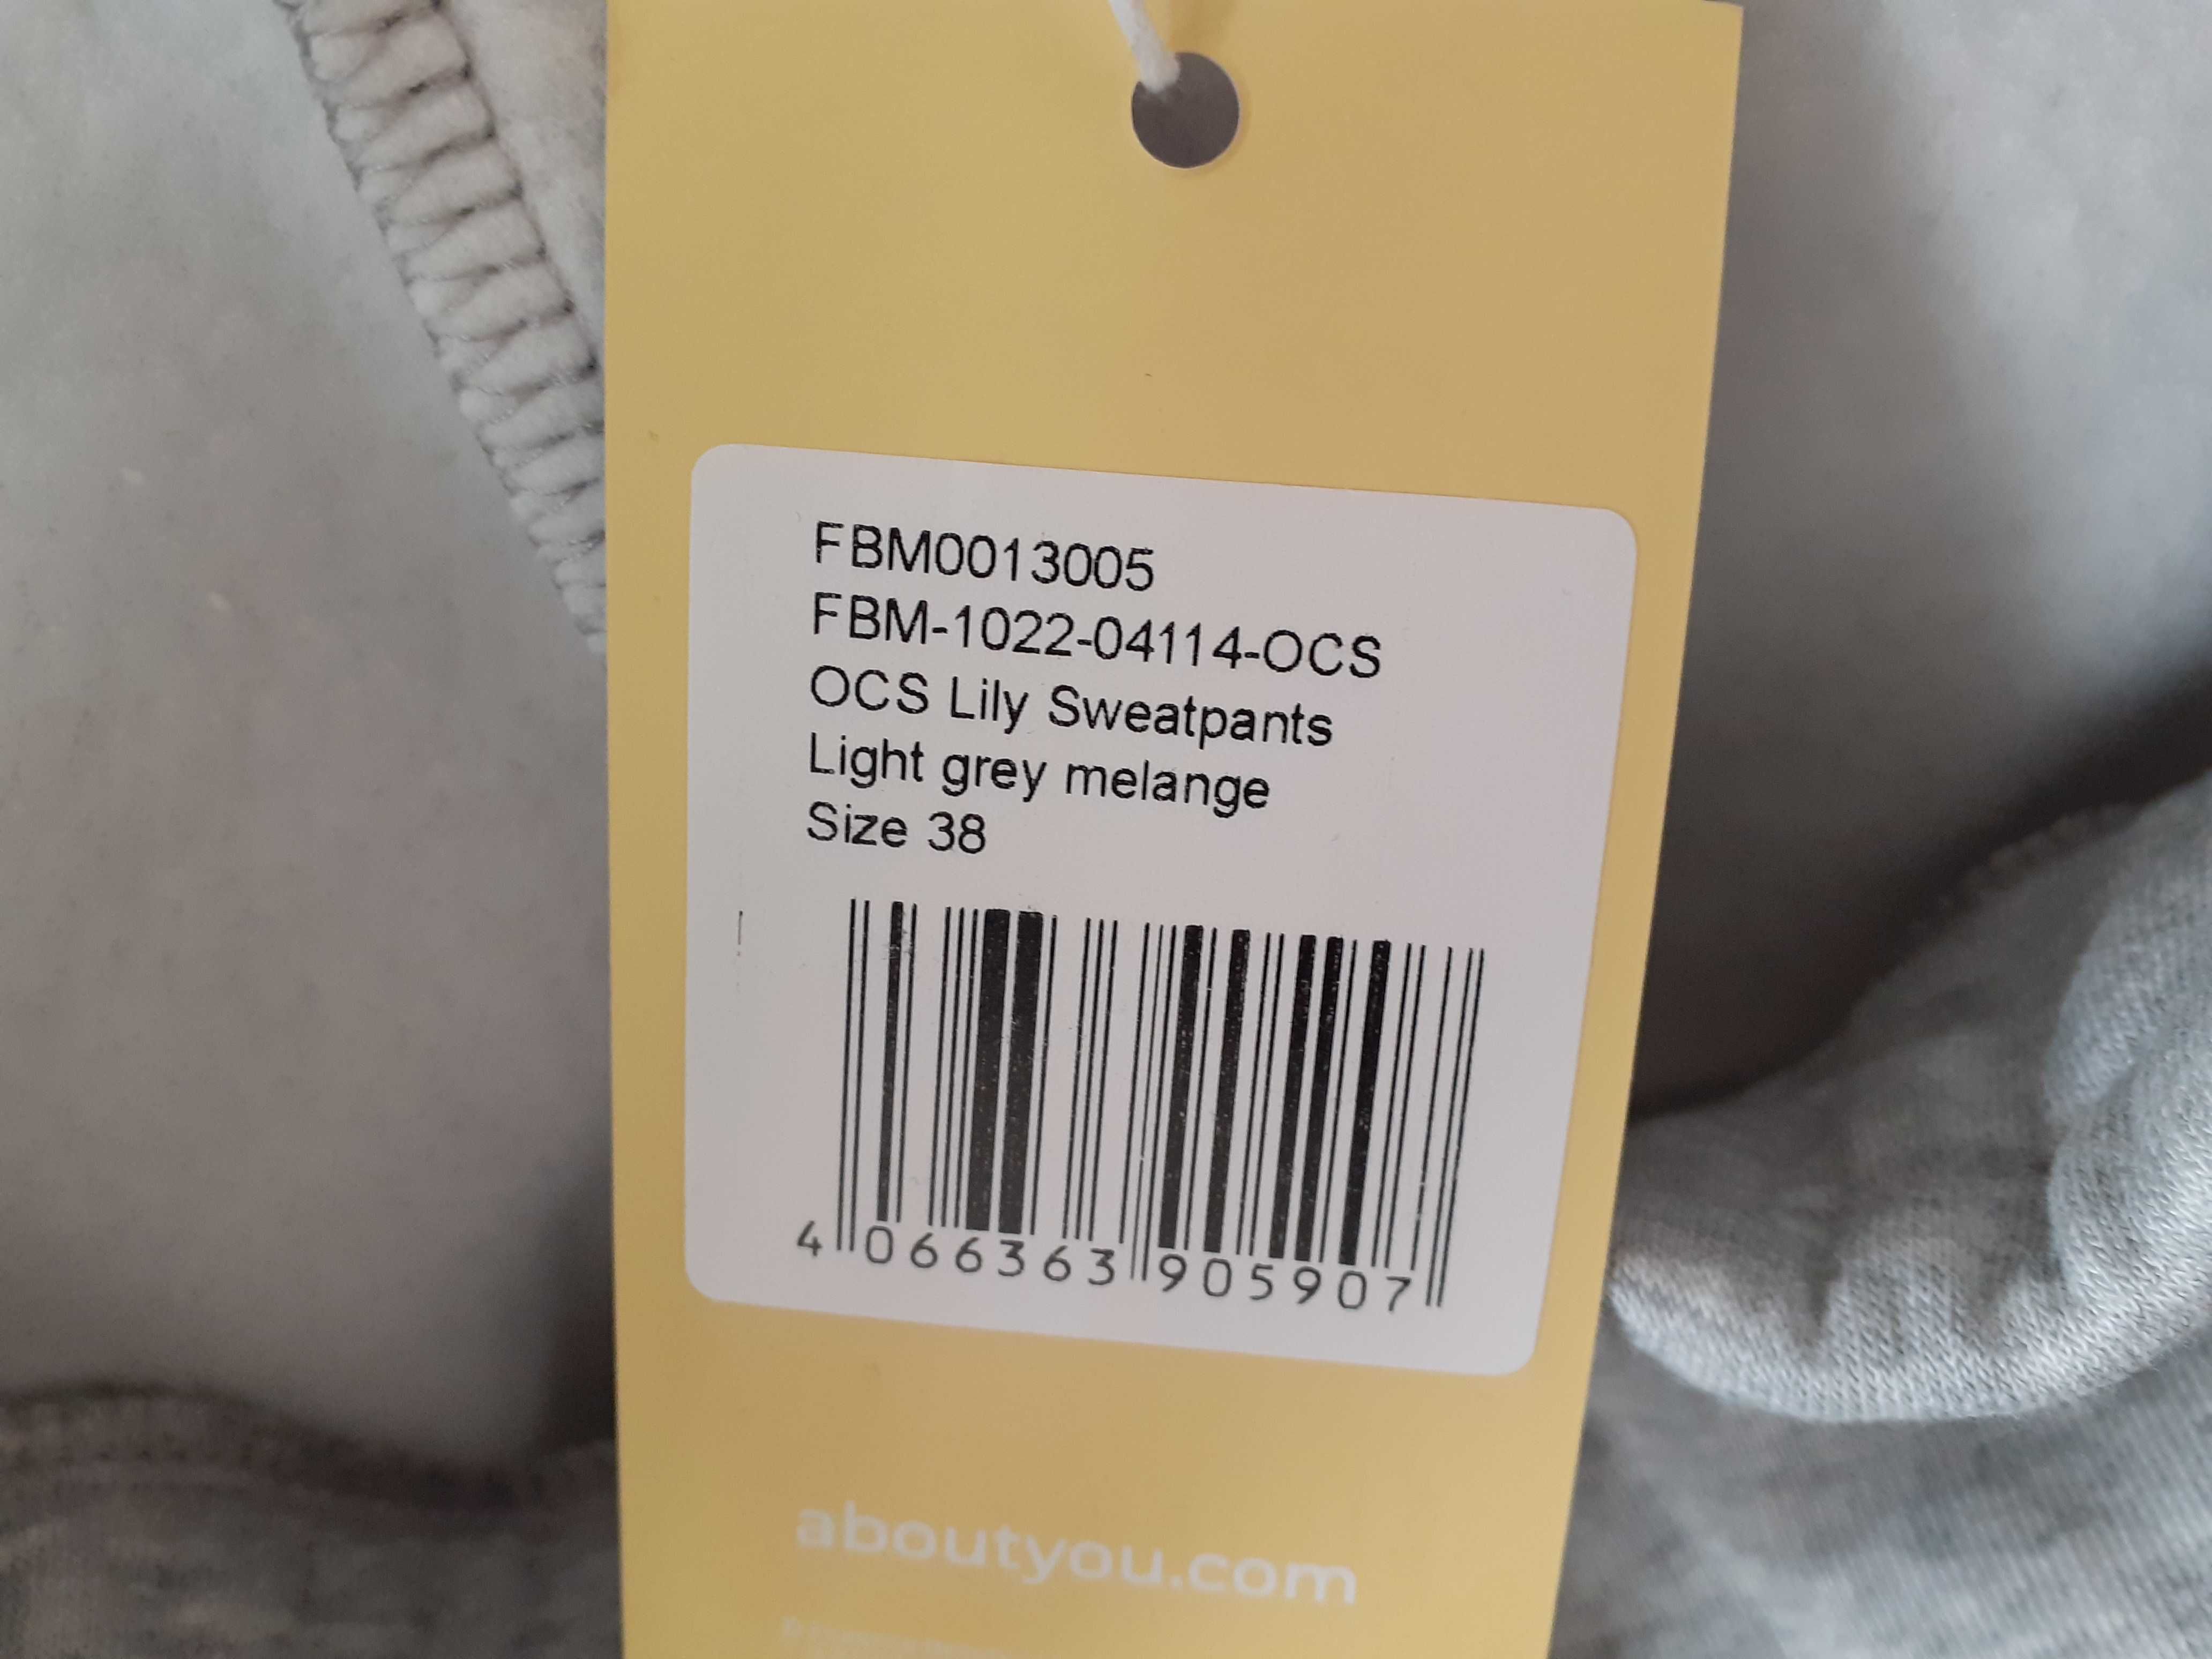 FBM0013005
FBM-1022-04114-OCS
OCS Lily Sweatpants
Light grey melange
Size 38
4 066363 905907
aboutyou.com